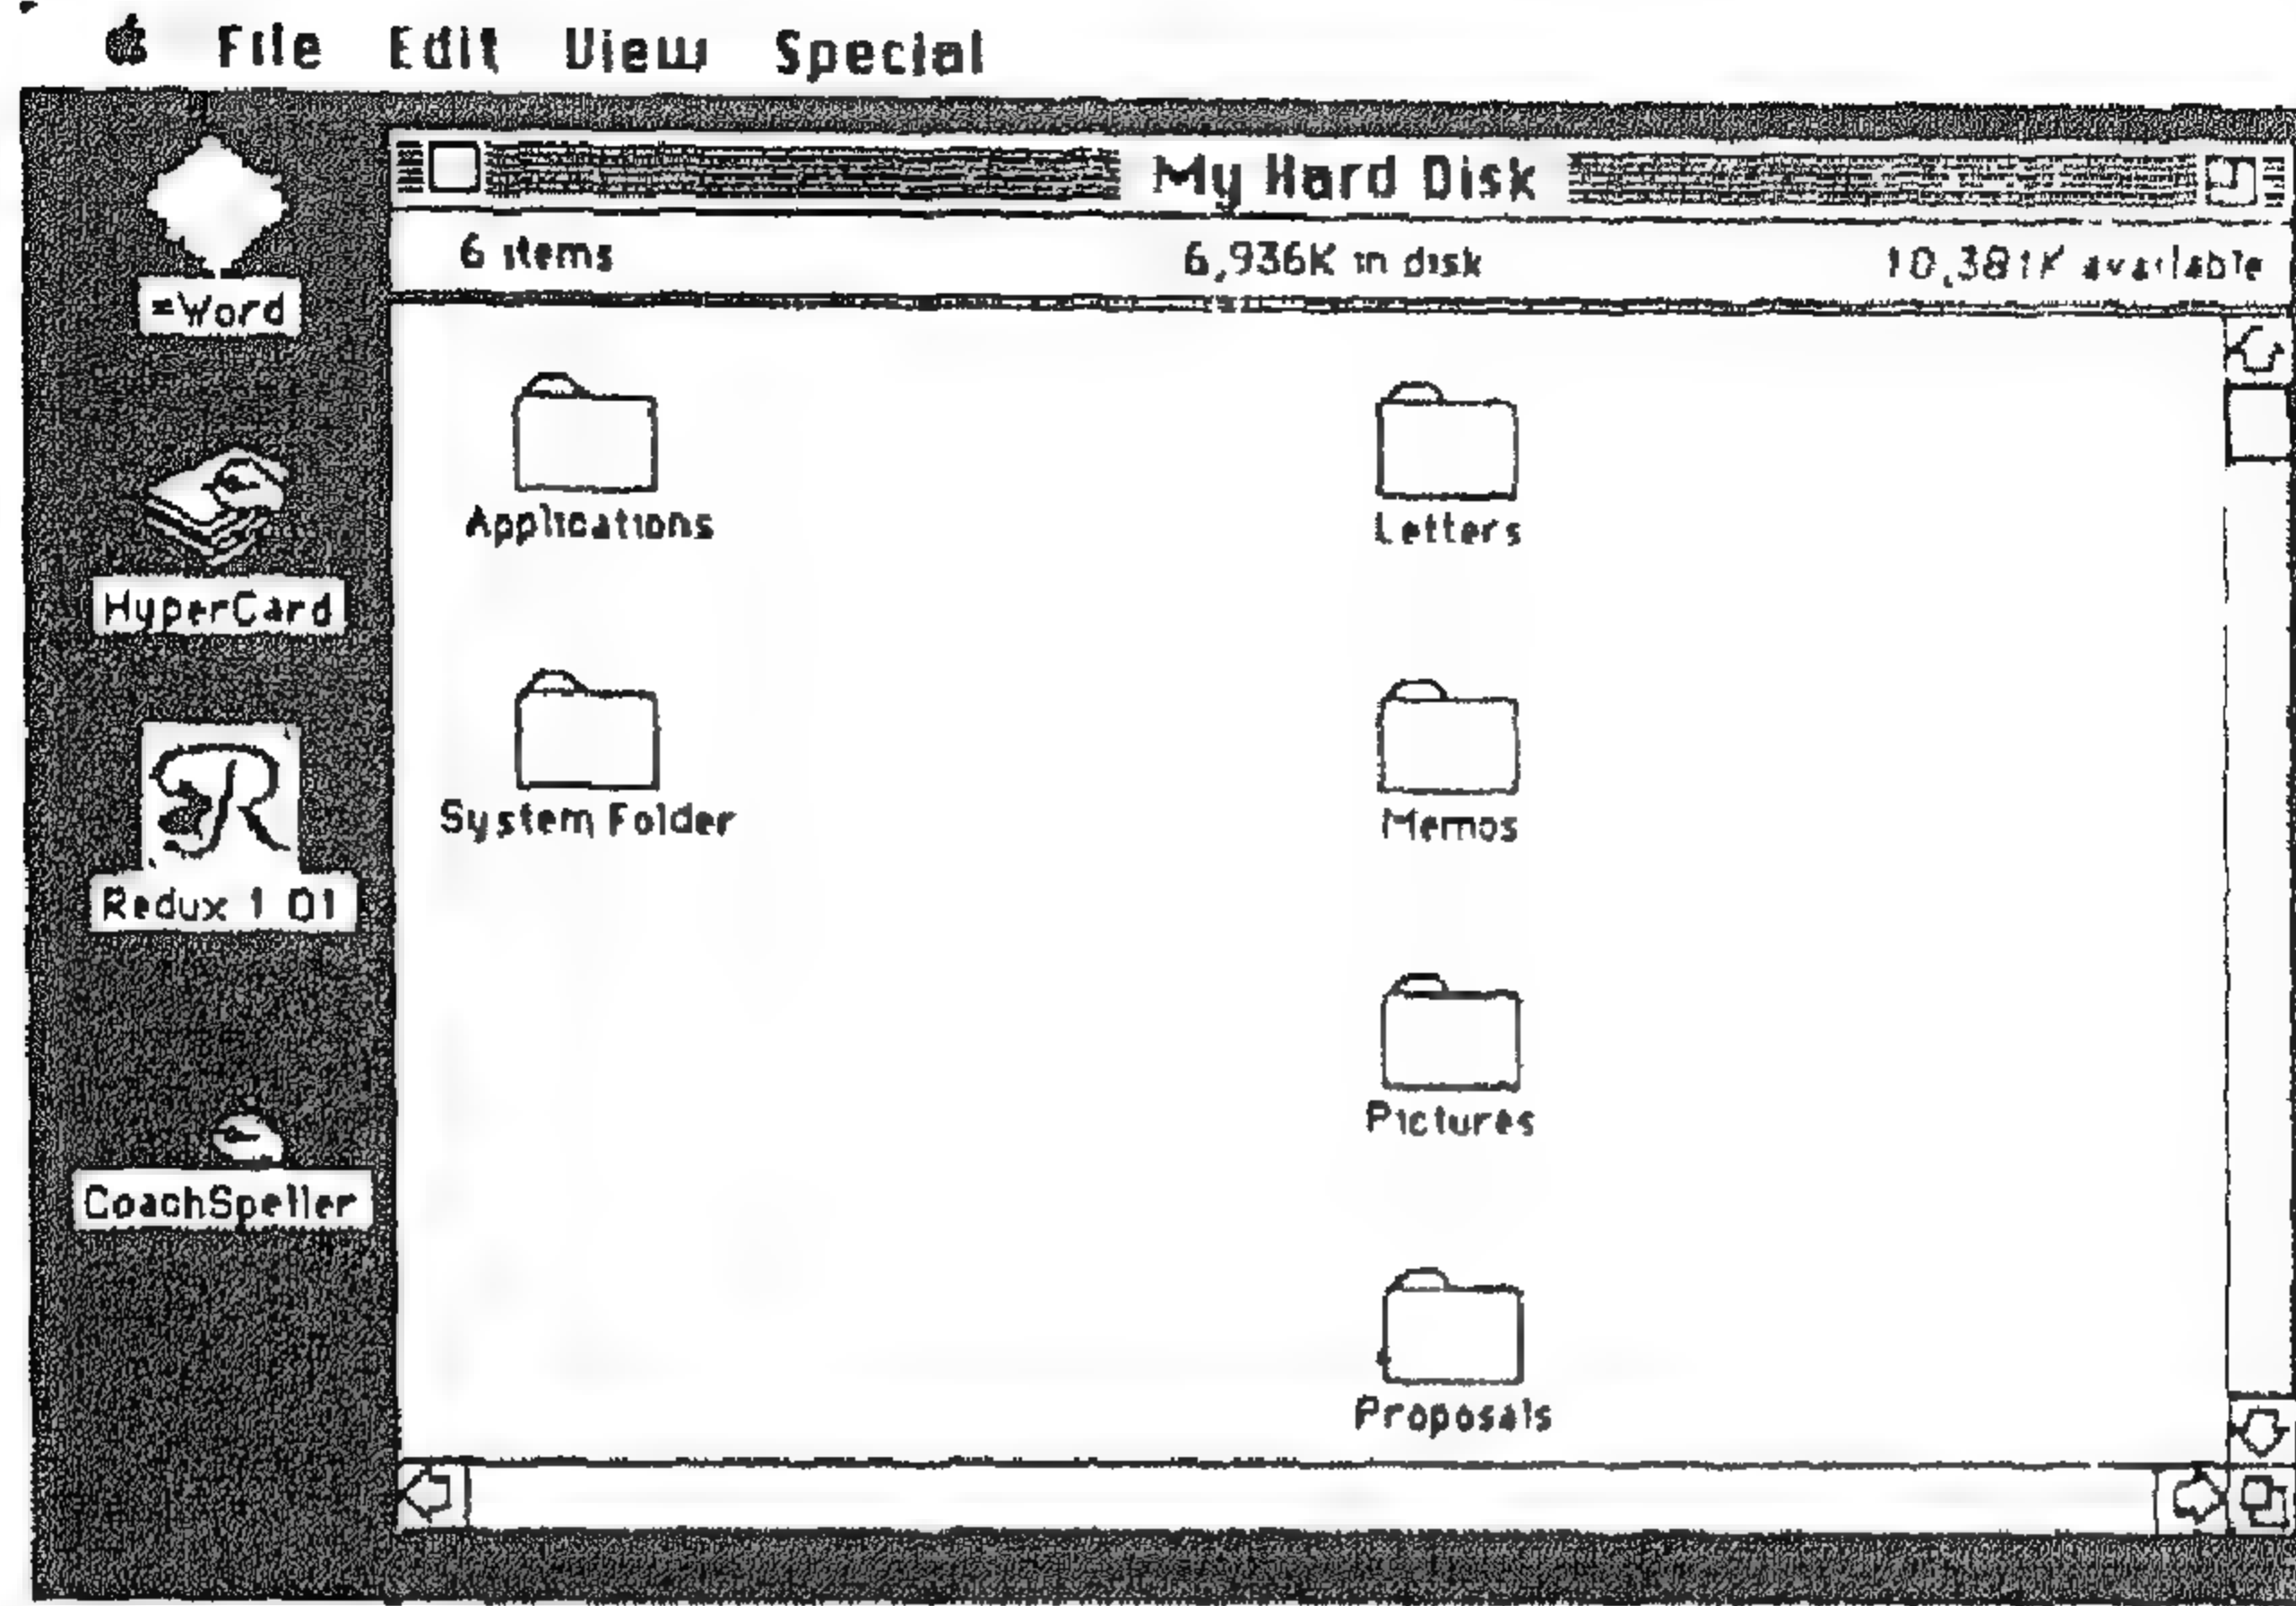 File Edit View Special
My Hard Disk
6 items 6,936K in disk 10,381K available
=Word
HyperCard
Redux 1.01
CoachSpeller
Applications
Letters
System Folder
Memos
Pictures
Proposals